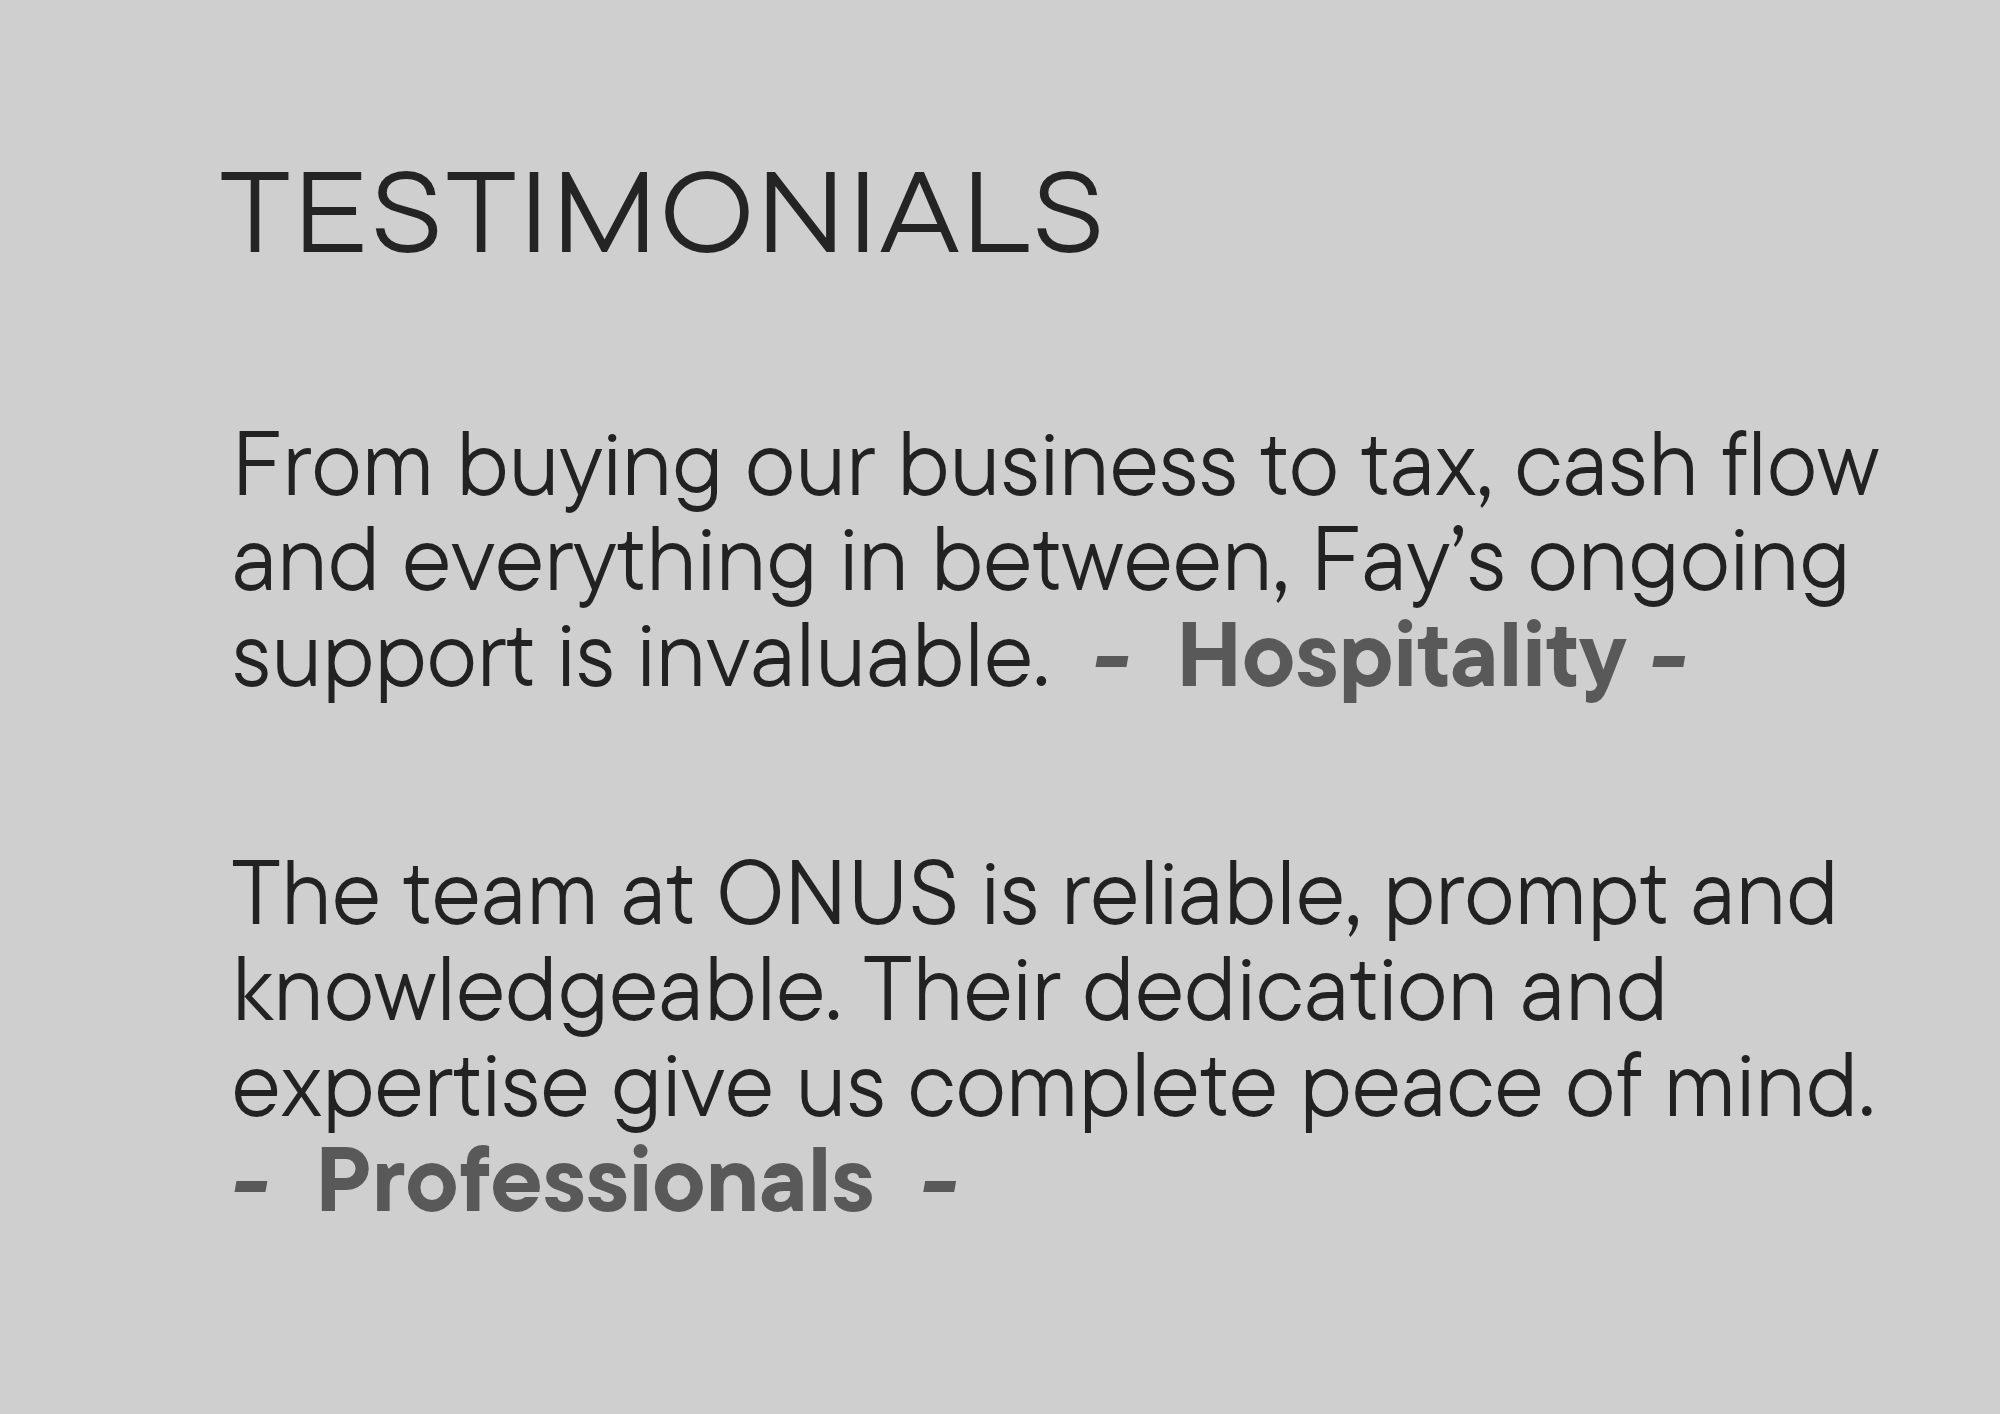 TESTIMONIALS
From buying our business to tax, cash flow
and everything in between, Fay’s ongoing
support is invaluable. - Hospitality -
The team at ONUS is reliable, prompt and
knowledgeable. Their dedication and
expertise give us complete peace of mind.
- Professionals -